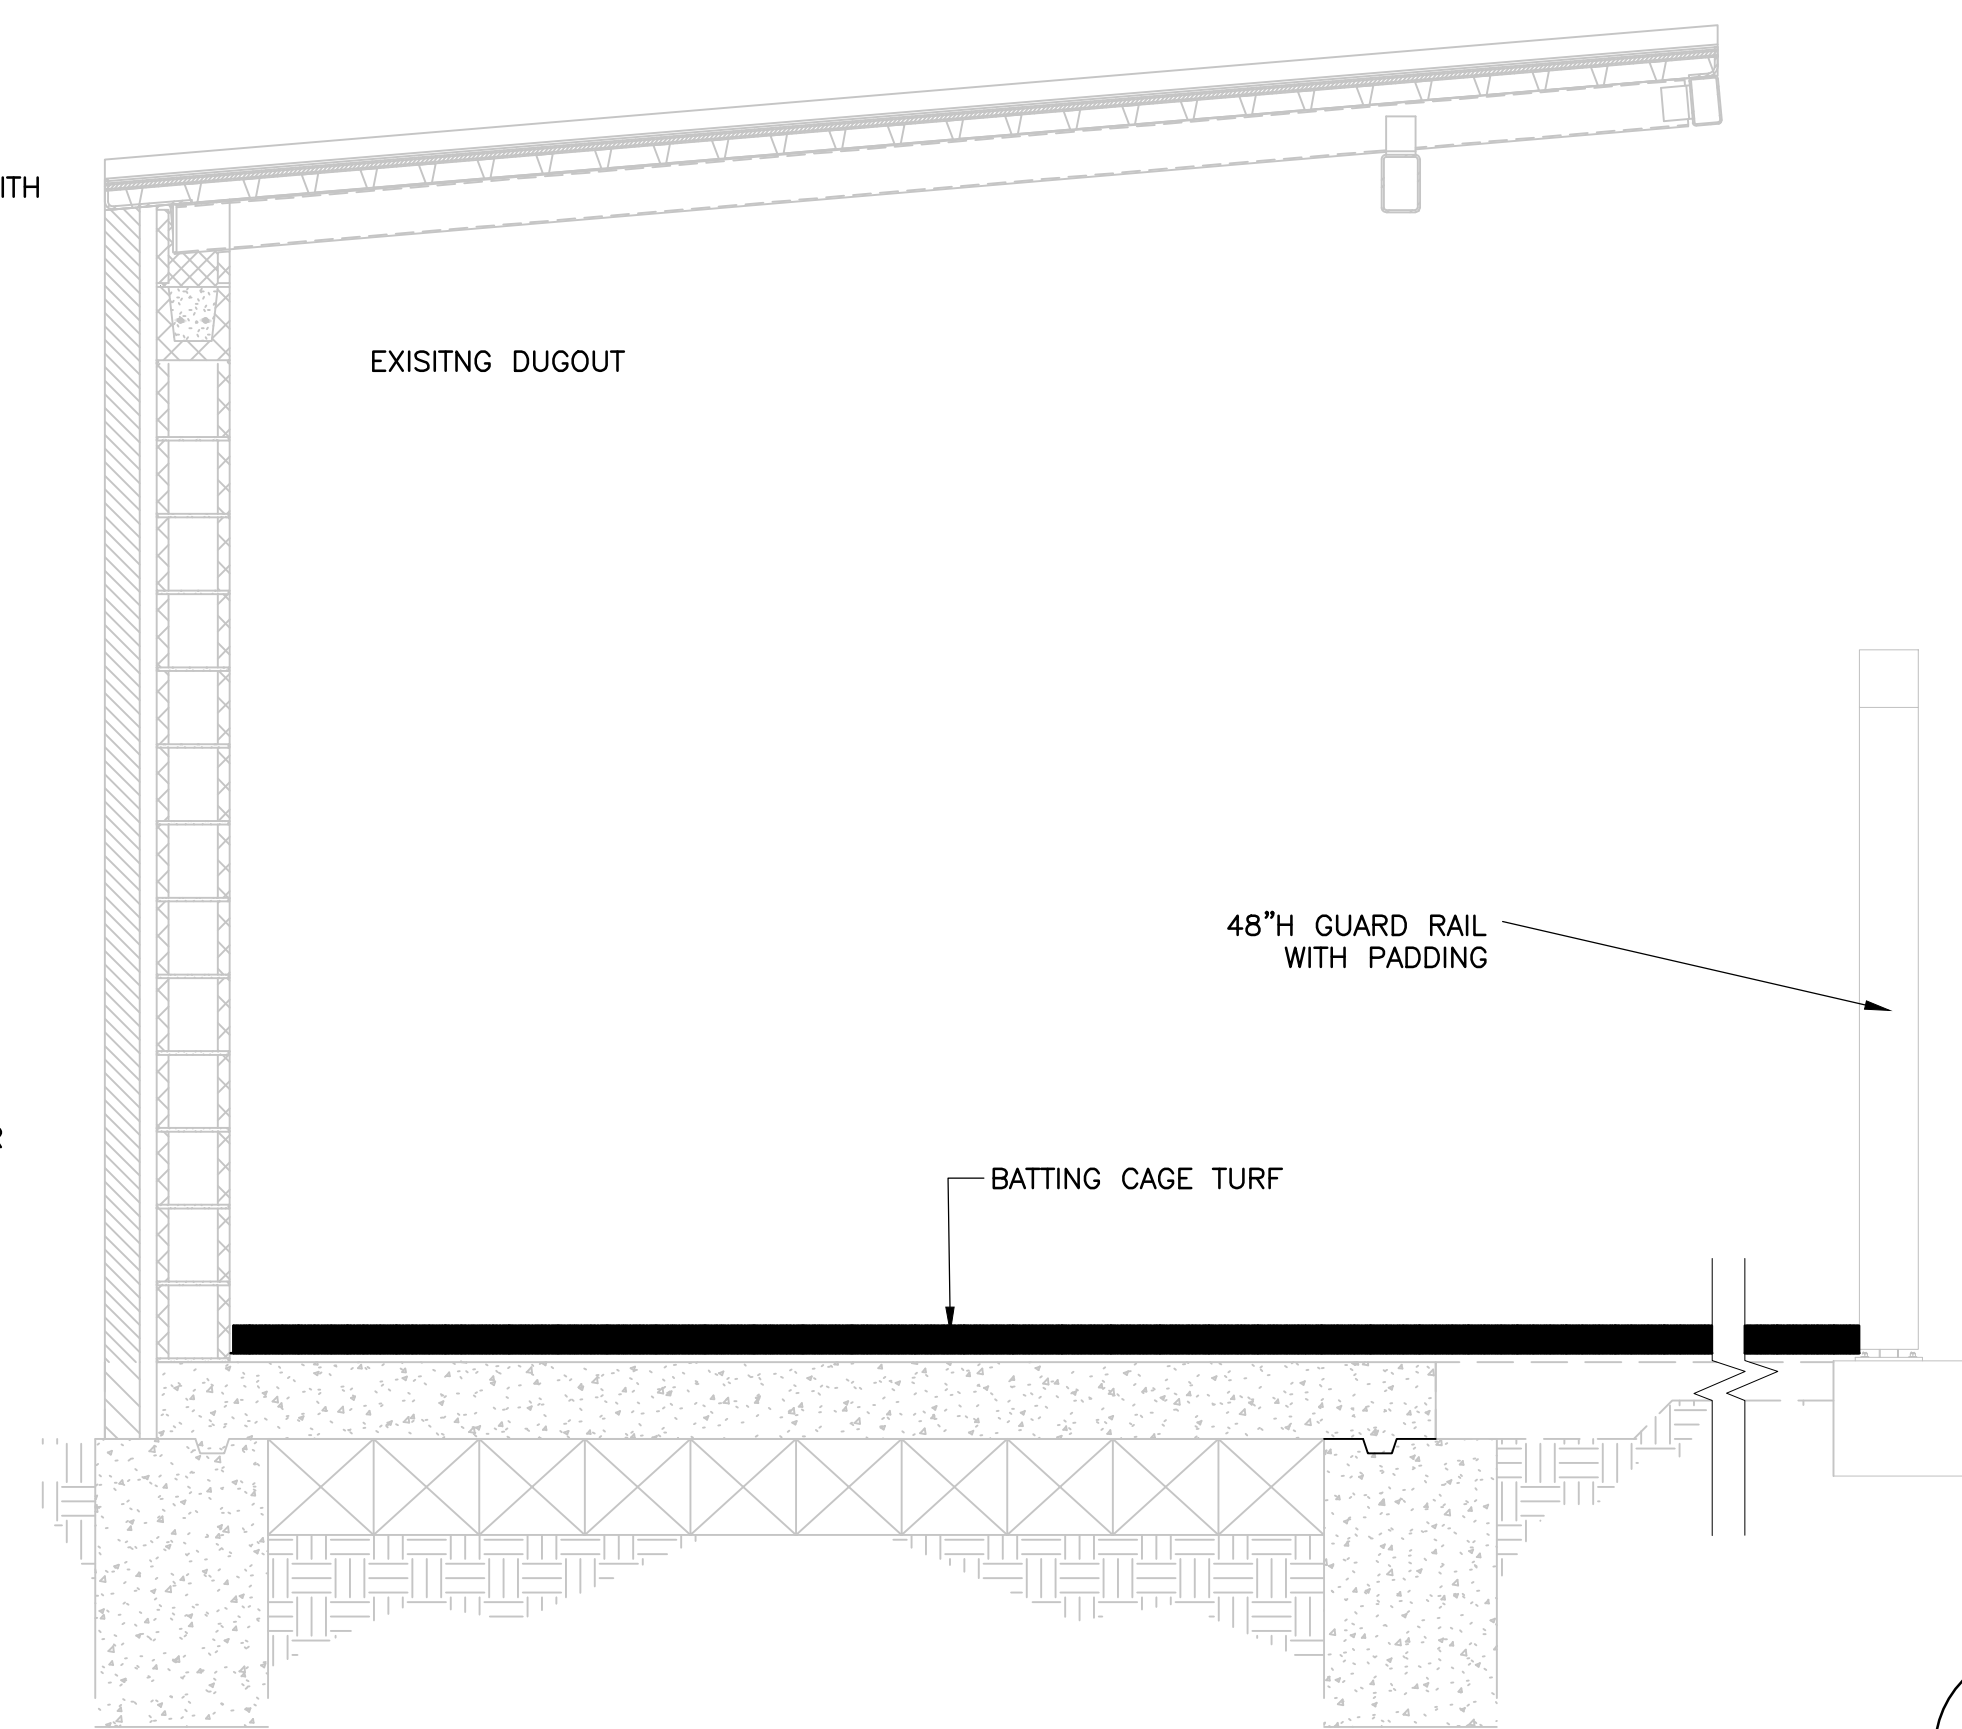 ITH
EXISITNG DUGOUT
48"H GUARD RAIL
WITH PADDING
R
BATTING CAGE TURF